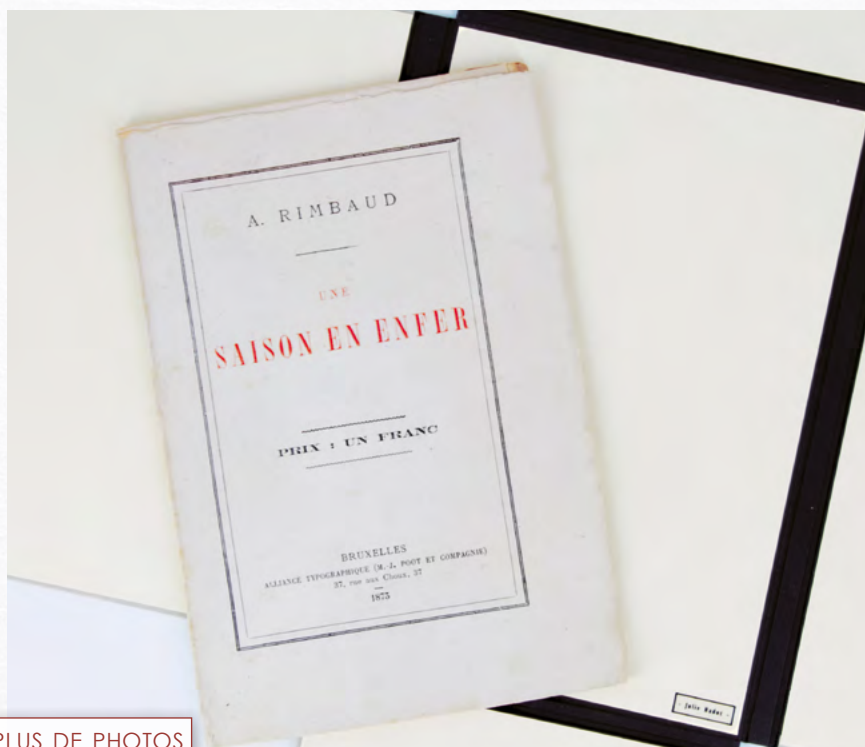 A. RIMBAUD
UNE
SAISON EN ENFER
PRIX : UN FRANC
BRUXELLES
ALLIANCE TYPOGRAPHIQUE (M.-J. POOT ET COMPAGNIE)
37, rue aux Choux, 37
1873
- Julie Nadot -
PLUS DE PHOTOS